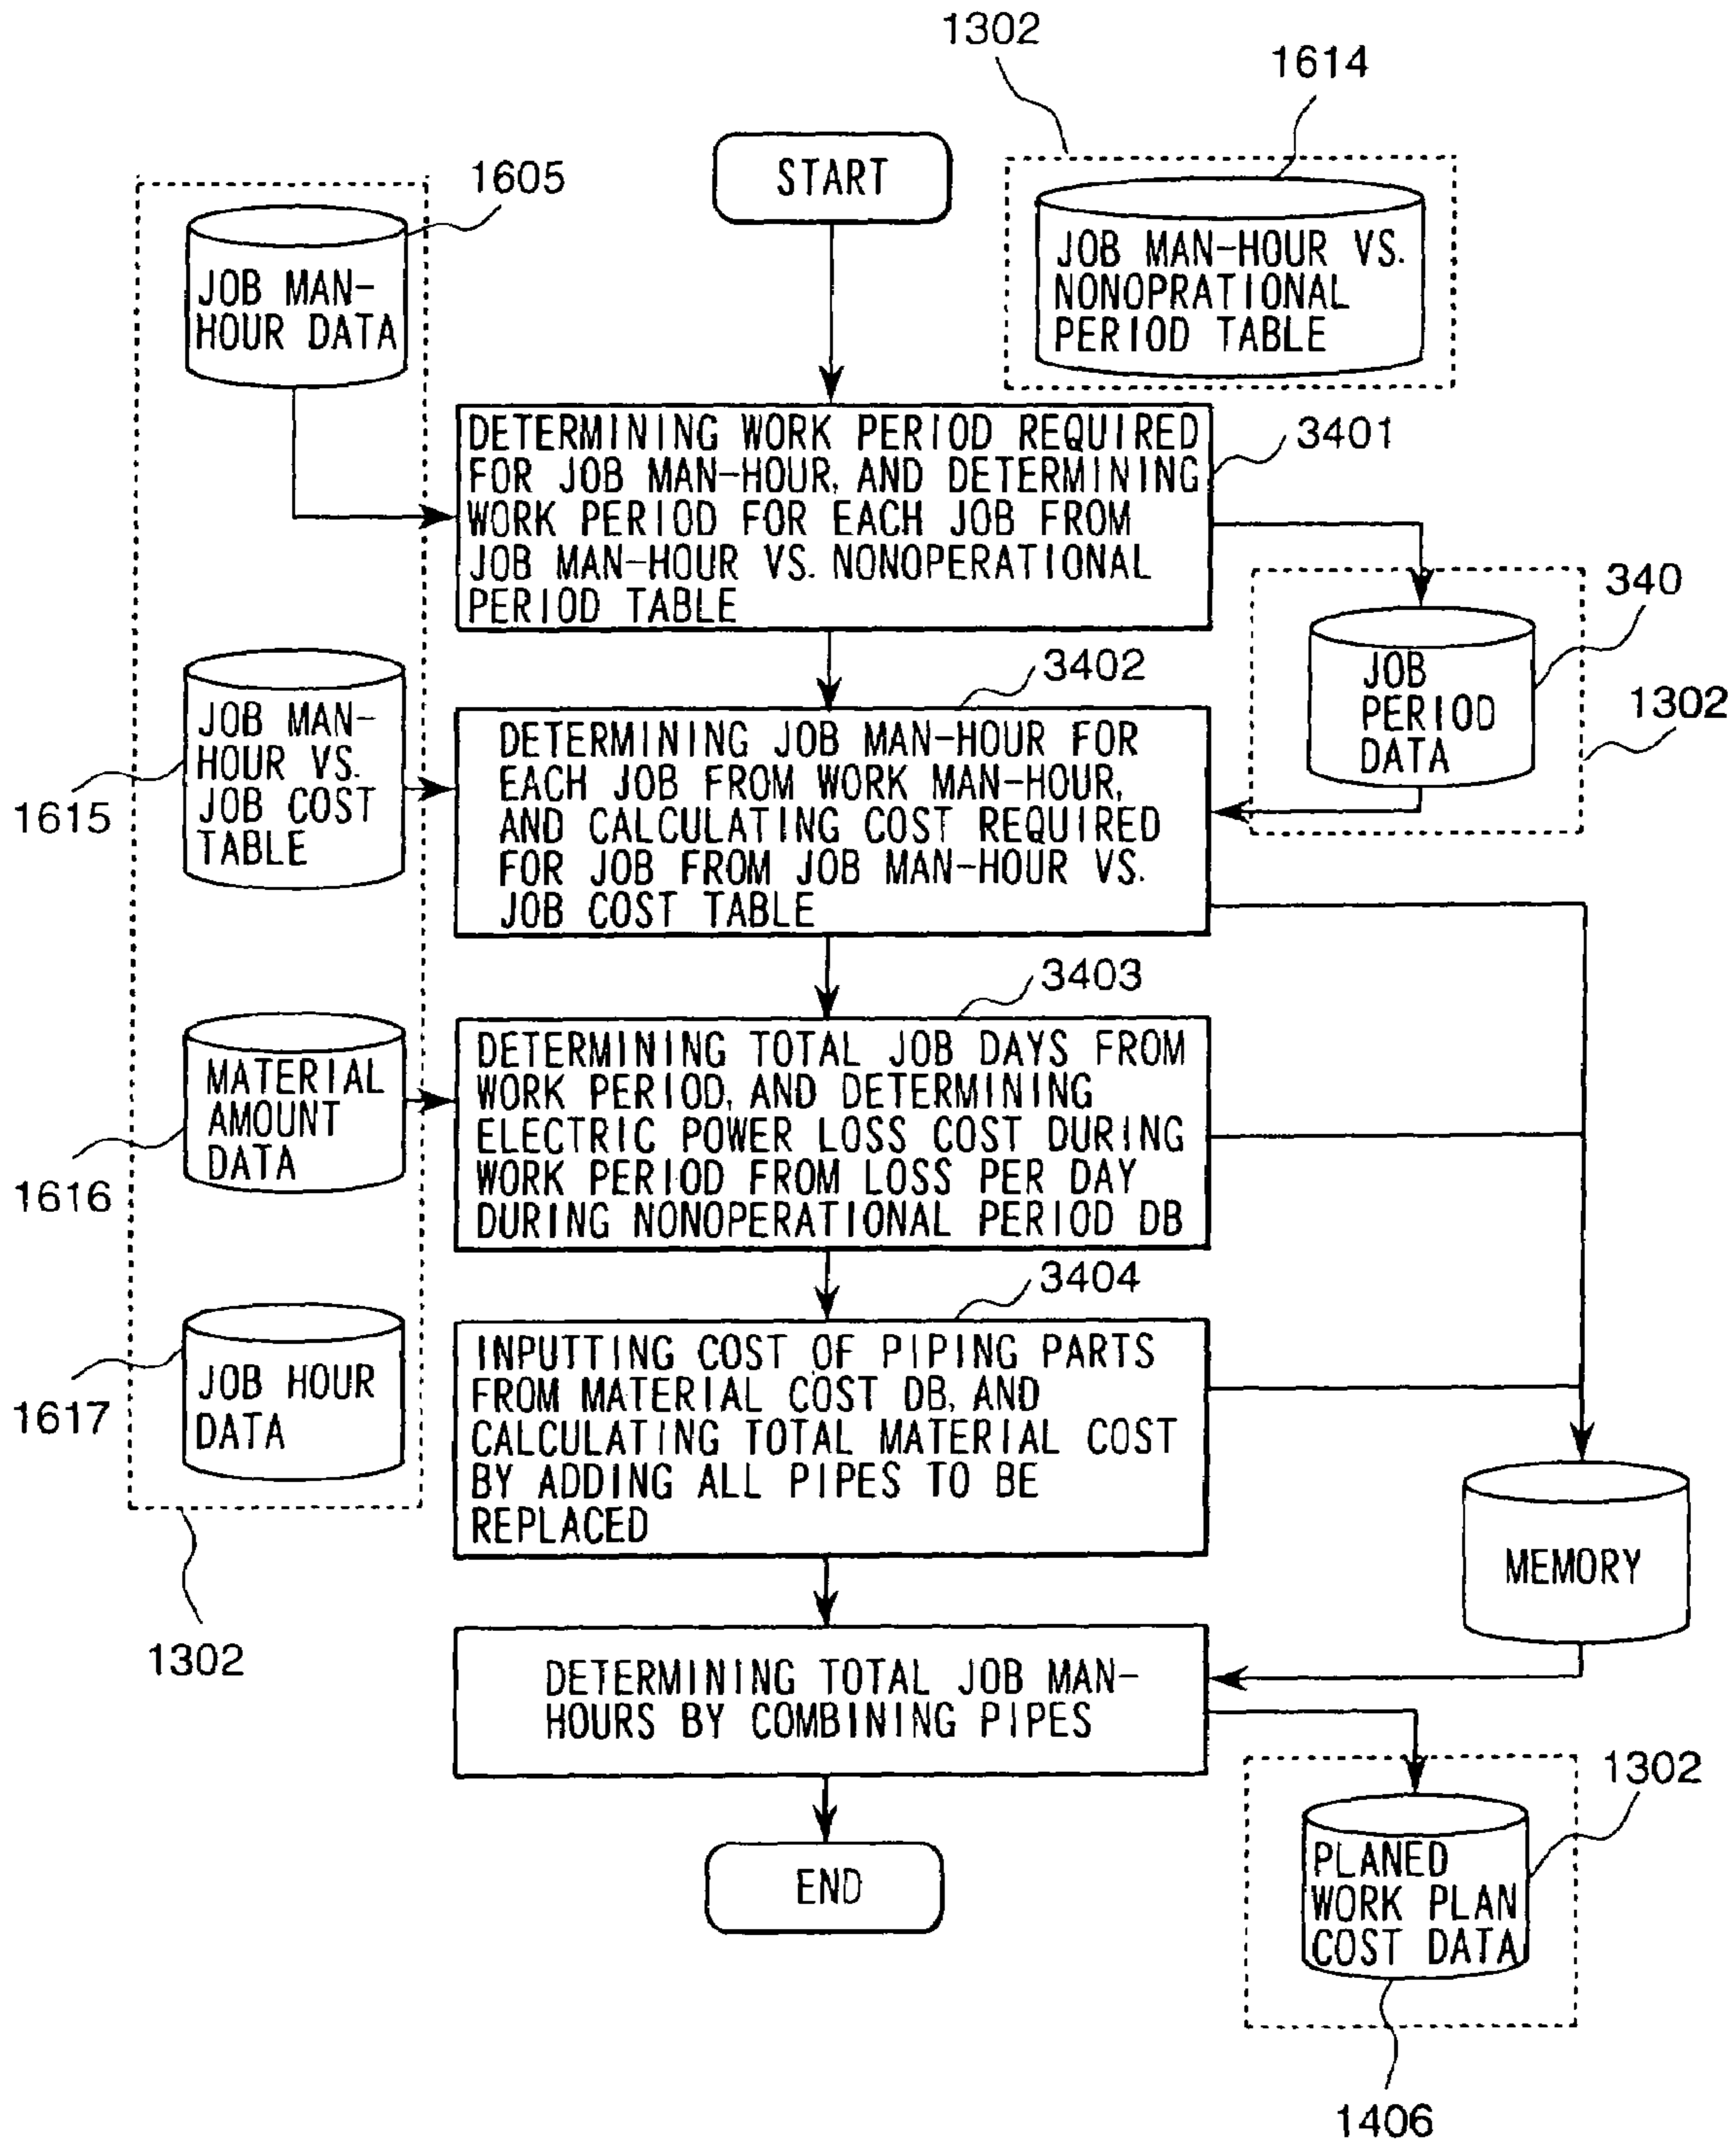 1302
1614
START
JOB MAN-HOUR VS.
NONOPRATIONAL
PERIOD TABLE
1605
JOB MAN-
HOUR DATA
DETERMINING WORK PERIOD REQUIRED
FOR JOB MAN-HOUR, AND DETERMINING
WORK PERIOD FOR EACH JOB FROM
JOB MAN-HOUR VS. NONOPERATIONAL
PERIOD TABLE
3401
340
JOB
PERIOD
DATA
1302
3402
JOB MAN-
HOUR VS.
JOB COST
TABLE
1615
DETERMINING JOB MAN-HOUR FOR
EACH JOB FROM WORK MAN-HOUR,
AND CALCULATING COST REQUIRED
FOR JOB FROM JOB MAN-HOUR VS.
JOB COST TABLE
3403
MATERIAL
AMOUNT
DATA
1616
DETERMINING TOTAL JOB DAYS FROM
WORK PERIOD, AND DETERMINING
ELECTRIC POWER LOSS COST DURING
WORK PERIOD FROM LOSS PER DAY
DURING NONOPERATIONAL PERIOD DB
3404
JOB HOUR
DATA
1617
INPUTTING COST OF PIPING PARTS
FROM MATERIAL COST DB, AND
CALCULATING TOTAL MATERIAL COST
BY ADDING ALL PIPES TO BE
REPLACED
MEMORY
1302
DETERMINING TOTAL JOB MAN-
HOURS BY COMBINING PIPES
1302
PLANED
WORK PLAN
COST DATA
END
1406